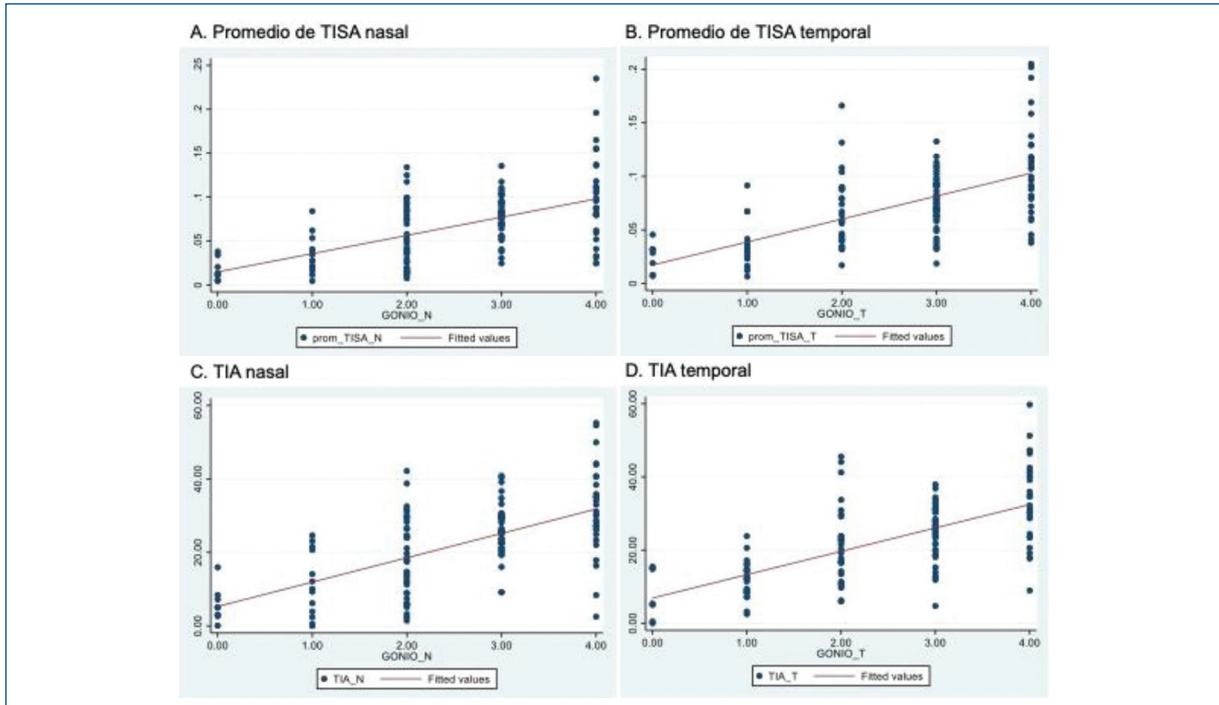 A. Promedio de TISA nasal
.25
.2
.15
.1
.05
0
0.00 1.00 2.00 3.00 4.00
GONIO_N
prom_TISA_N Fitted values
B. Promedio de TISA temporal
.2
.15
.1
.05
0
0.00 1.00 2.00 3.00 4.00
GONIO_T
prom_TISA_T Fitted values
C. TIA nasal
60.00
40.00
20.00
0.00
0.00 1.00 2.00 3.00 4.00
GONIO_N
TIA_N Fitted values
D. TIA temporal
60.00
40.00
20.00
0.00
0.00 1.00 2.00 3.00 4.00
GONIO_T
TIA_T Fitted values